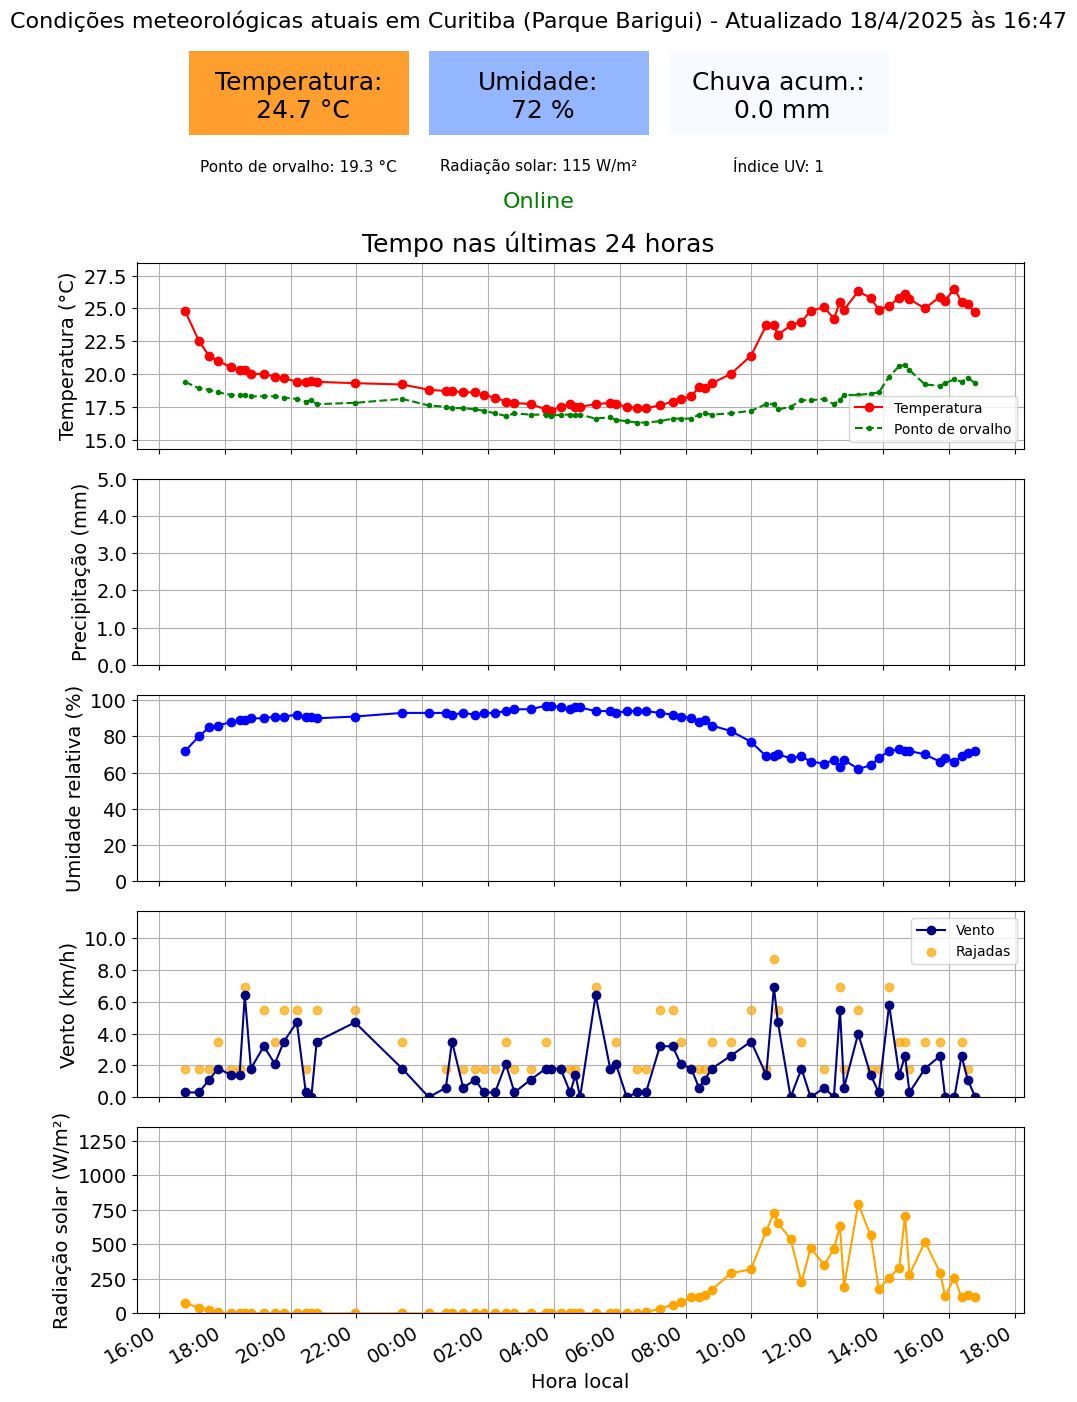 Condições meteorológicas atuais em Curitiba (Parque Barigui) - Atualizado 18/4/2025 às 16:47
Temperatura:
24.7 °C
Umidade:
72 %
Chuva acum.:
0.0 mm
Ponto de orvalho: 19.3 °C
Radiação solar: 115 W/m²
Índice UV: 1
Online
Tempo nas últimas 24 horas
Temperatura (°C)
27.5
25.0
22.5
20.0
17.5
15.0
Temperatura
Ponto de orvalho
Precipitação (mm)
5.0
4.0
3.0
2.0
1.0
0.0
Umidade relativa (%)
100
80
60
40
20
0
Vento (km/h)
10.0
8.0
6.0
4.0
2.0
0.0
Vento
Rajadas
Radiação solar (W/m²)
1250
1000
750
500
250
0
16:00
18:00
20:00
22:00
00:00
02:00
04:00
06:00
08:00
10:00
12:00
14:00
16:00
18:00
Hora local